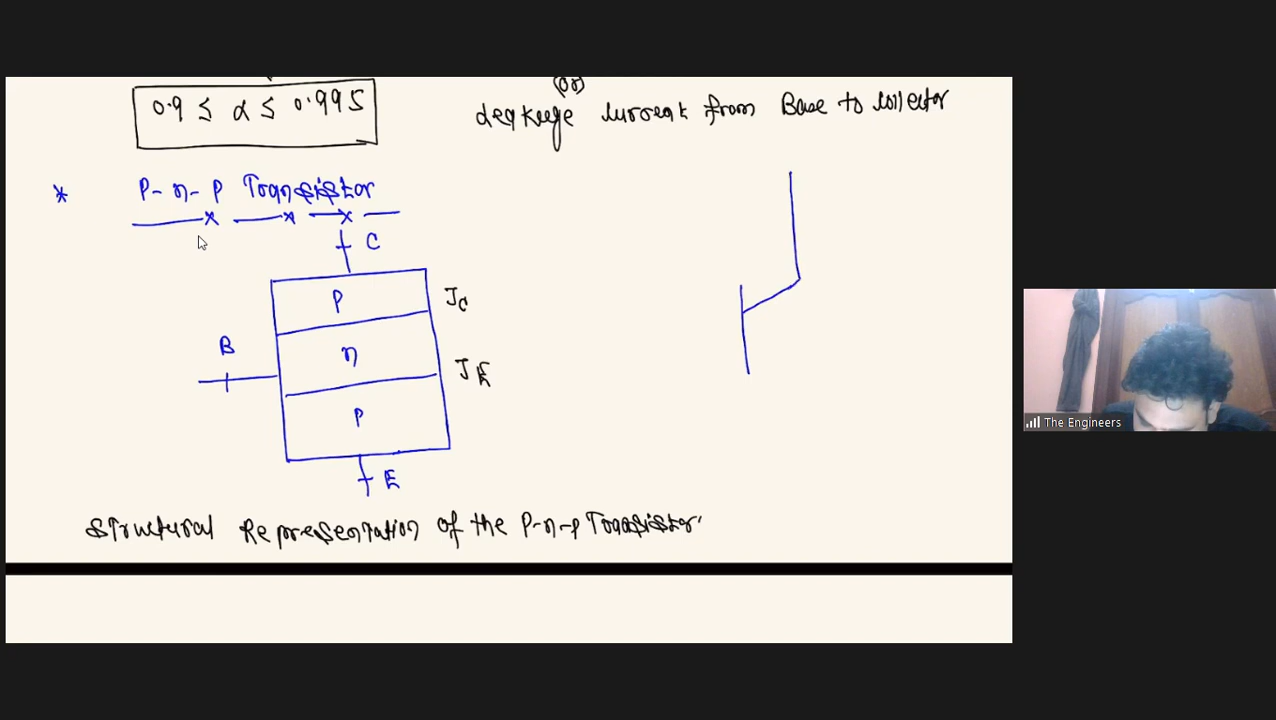 (or)
0.9 ≤ α ≤ 0.995
leakage current from Base to collector
* P-n-p Transistor
C
P
Jc
B
n
JE
P
E
The Engineers
Structural Representation of the P-n-p Transistor